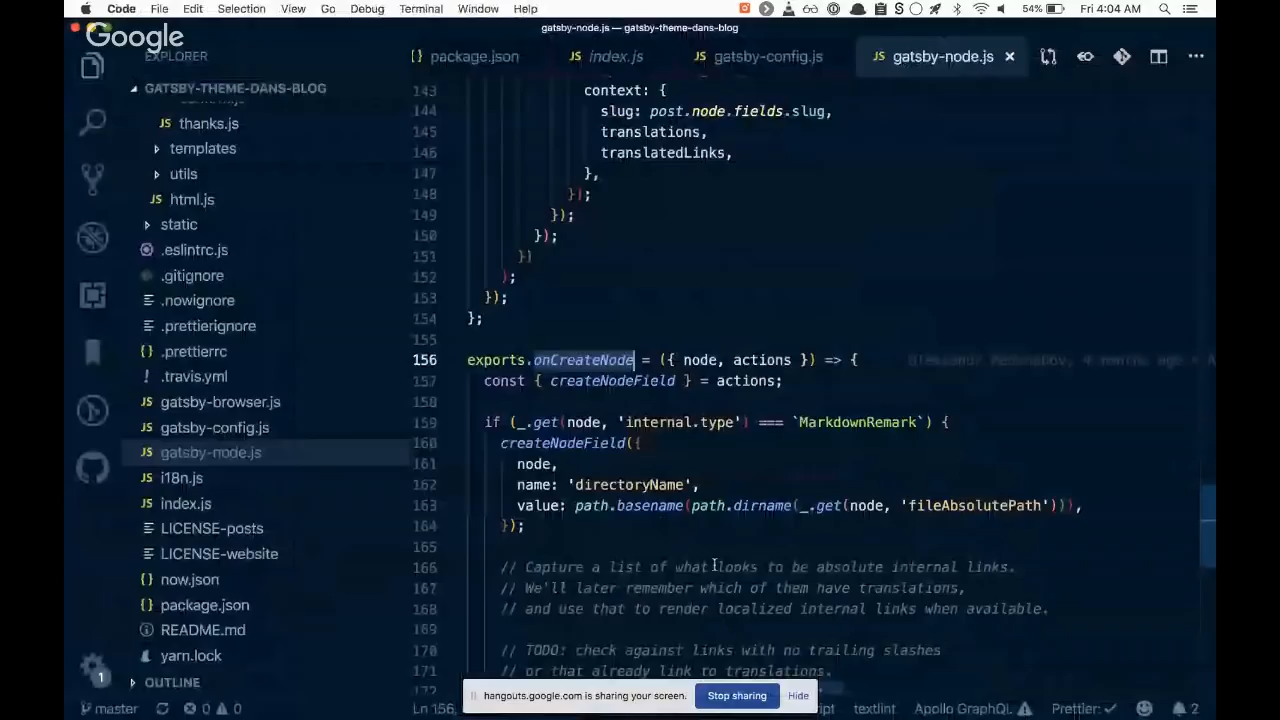 Code File Edit Selection View Go Debug Terminal Window Help 54% Fri 4:04 AM
gatsby-node.js — gatsby-theme-dans-blog
Google
EXPLORER
package.json index.js gatsby-config.js gatsby-node.js
GATSBY-THEME-DANS-BLOG
thanks.js
templates
utils
html.js
static
.eslintrc.js
.gitignore
.nowignore
.prettierignore
.prettierrc
.travis.yml
gatsby-browser.js
gatsby-config.js
gatsby-node.js
i18n.js
index.js
LICENSE-posts
LICENSE-website
now.json
package.json
README.md
yarn.lock
OUTLINE
143 context: {
144 slug: post.node.fields.slug,
145 translations,
146 translatedLinks,
147 },
148 });
149 });
150 });
151 })
152 );
153 });
154 };
155
156 exports.onCreateNode = ({ node, actions }) => {
157 const { createNodeField } = actions;
158
159 if (_.get(node, 'internal.type') === `MarkdownRemark`) {
160 createNodeField({
161 node,
162 name: 'directoryName',
163 value: path.basename(path.dirname(_.get(node, 'fileAbsolutePath'))),
164 });
165
166 // Capture a list of what looks to be absolute internal links.
167 // We'll later remember which of them have translations,
168 // and use that to render localized internal links when available.
169
170 // TODO: check against links with no trailing slashes
171 // or that already link to translations.
172
hangouts.google.com is sharing your screen. Stop sharing Hide
1
master 0 0 Ln 156, textlint Apollo GraphQL Prettier: 2